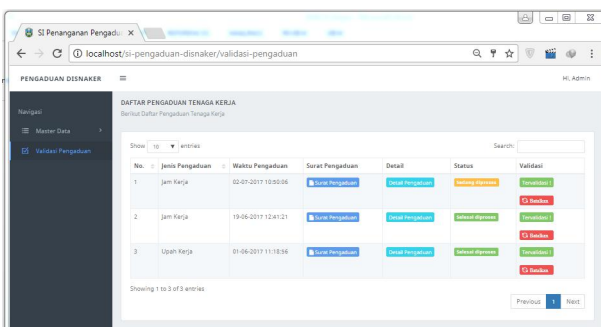 SI Penanganan Pengadu
localhost/si-pengaduan-disnaker/validasi-pengaduan
PENGADUAN DISNAKER
Hi, Admin
Navigasi
Master Data
Validasi Pengaduan
DAFTAR PENGADUAN TENAGA KERJA
Berikut Daftar Pengaduan Tenaga Kerja
Show 10 entries
Search:
No. Jenis Pengaduan Waktu Pengaduan Surat Pengaduan Detail Status Validasi
1 Jam Kerja 02-07-2017 10:50:06 Surat Pengaduan Detail Pengaduan Sedang diproses Tervalidasi !
Batalkan
2 Jam Kerja 19-06-2017 12:41:21 Surat Pengaduan Detail Pengaduan Selesai diproses Tervalidasi !
Batalkan
3 Upah Kerja 01-06-2017 11:18:56 Surat Pengaduan Detail Pengaduan Selesai diproses Tervalidasi !
Batalkan
Showing 1 to 3 of 3 entries
Previous 1 Next